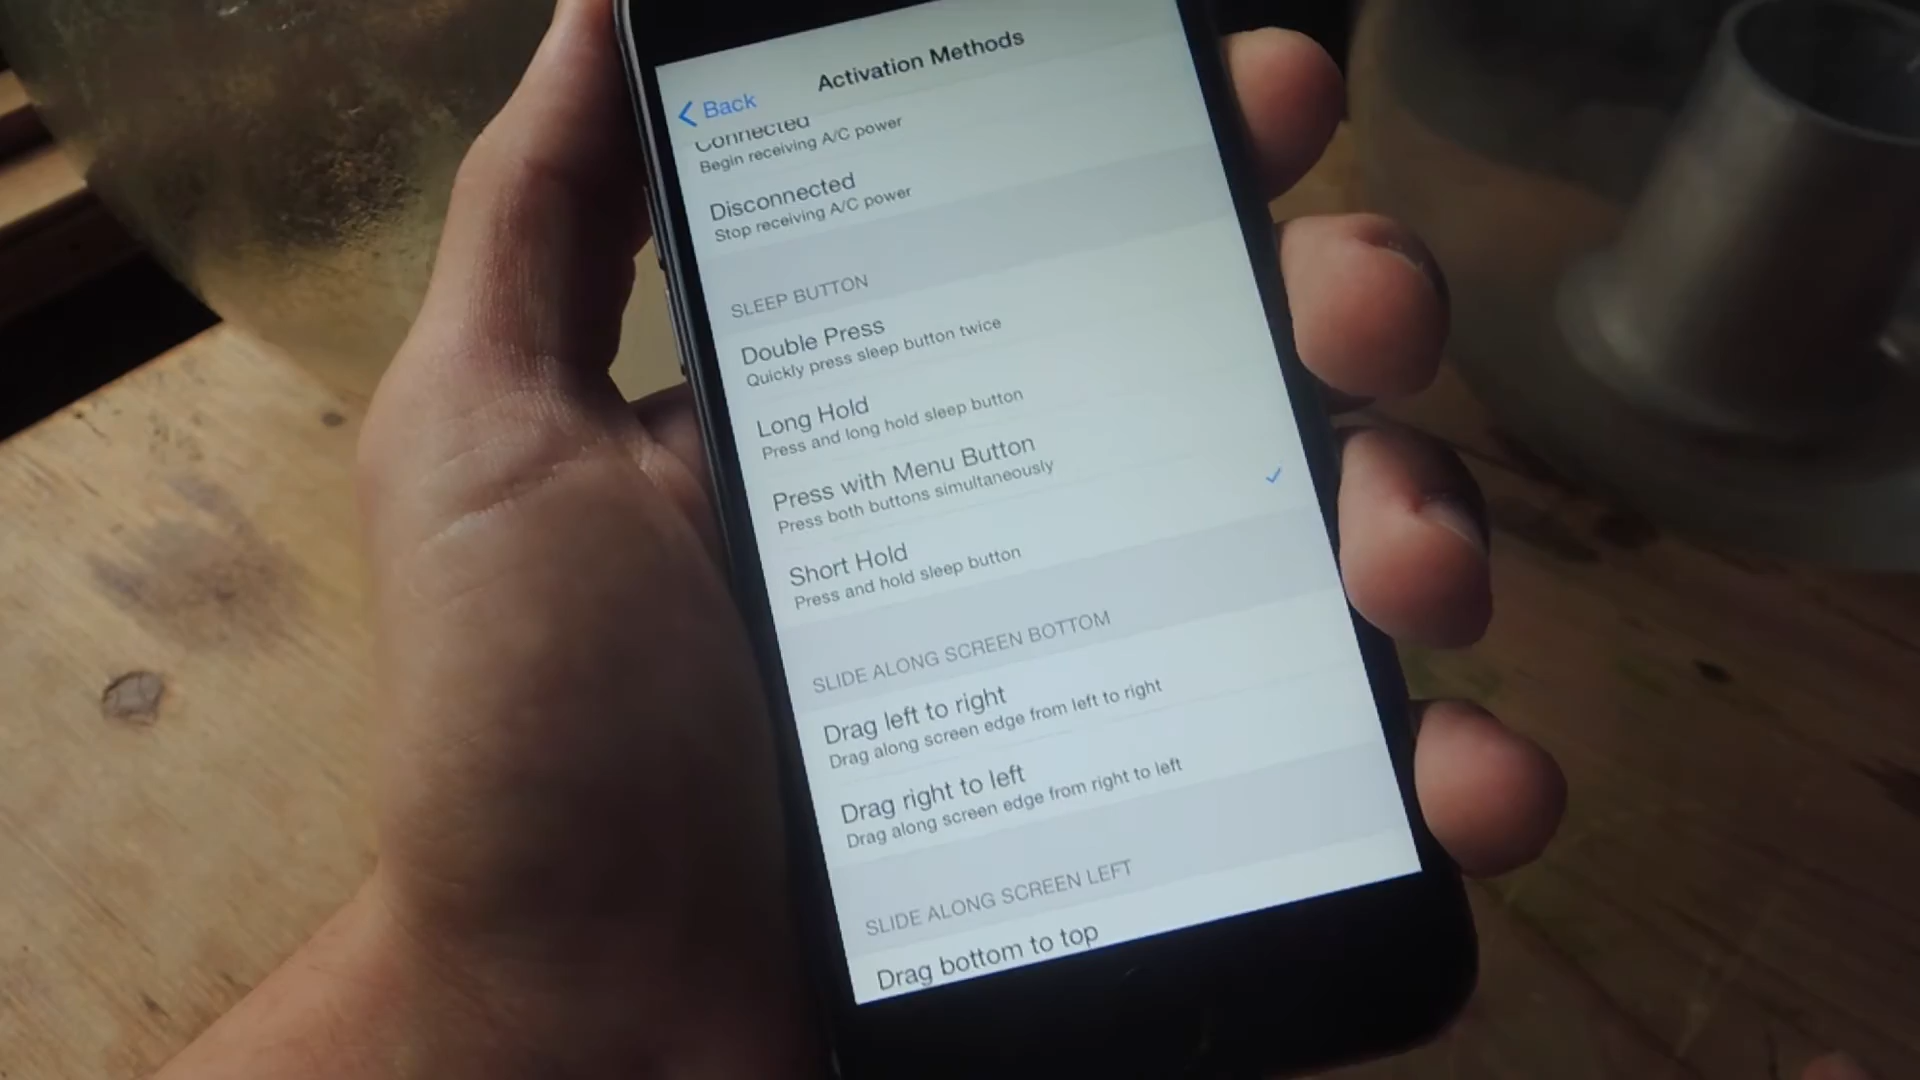 Activation Methods
Back
Connected
Begin receiving A/C power
Disconnected
Stop receiving A/C power
SLEEP BUTTON
Double Press
Quickly press sleep button twice
Long Hold
Press and long hold sleep button
Press with Menu Button
Press both buttons simultaneously
Short Hold
Press and hold sleep button
SLIDE ALONG SCREEN BOTTOM
Drag left to right
Drag along screen edge from left to right
Drag right to left
Drag along screen edge from right to left
SLIDE ALONG SCREEN LEFT
Drag bottom to top